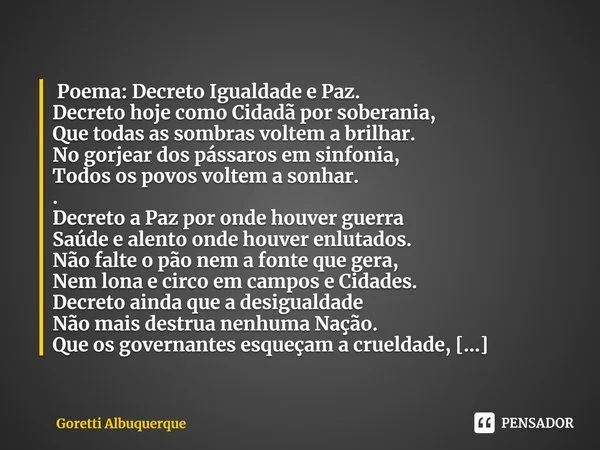 Poema: Decreto Igualdade e Paz.
Decreto hoje como Cidadã por soberania,
Que todas as sombras voltem a brilhar.
No gorjear dos pássaros em sinfonia,
Todos os povos voltem a sonhar.
.
Decreto a Paz por onde houver guerra
Saúde e alento onde houver enlutados.
Não falte o pão nem a fonte que gera,
Nem lona e circo em campos e Cidades.
Decreto ainda que a desigualdade
Não mais destrua nenhuma Nação.
Que os governantes esqueçam a crueldade, [...]
Goretti Albuquerque
PENSADOR